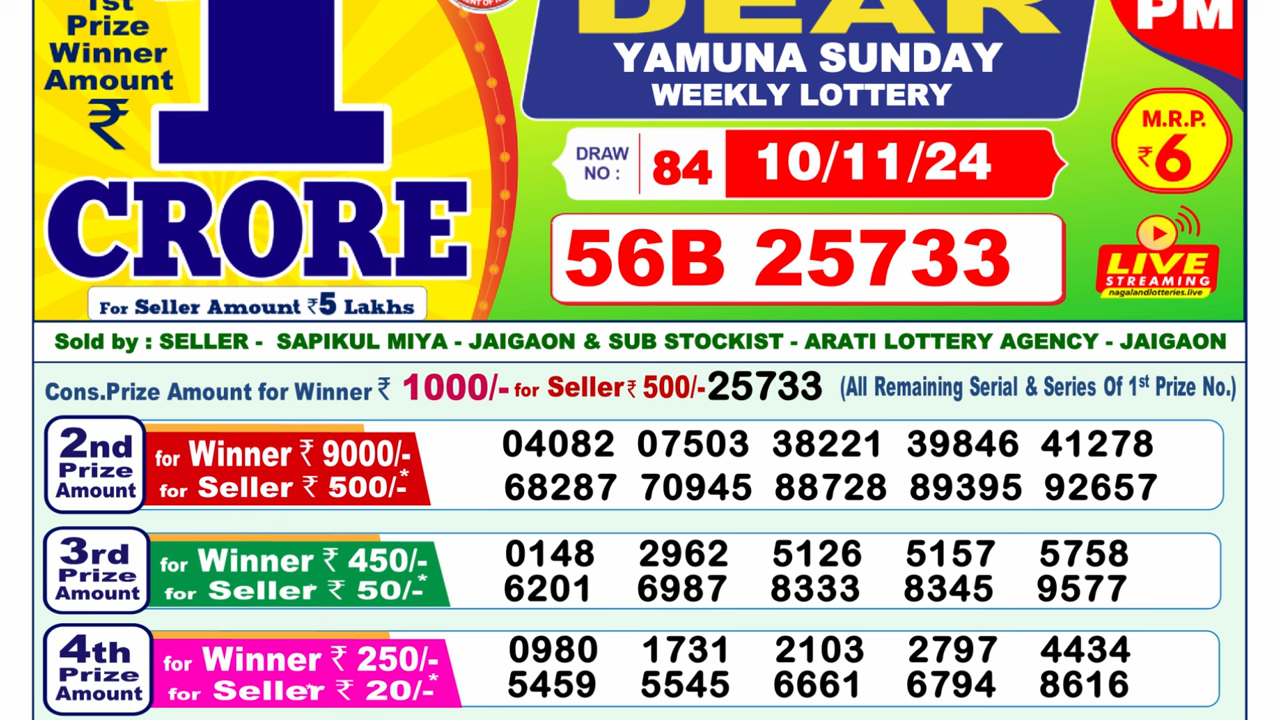 1st
Prize
Winner
Amount
₹
1
CRORE
For Seller Amount ₹5 Lakhs
DEAR
YAMUNA SUNDAY
WEEKLY LOTTERY
PM
DRAW NO : 84 10/11/24
M.R.P.
₹6
56B 25733
LIVE
STREAMING
nagalandlotteries.live
Sold by : SELLER - SAPIKUL MIYA - JAIGAON & SUB STOCKIST - ARATI LOTTERY AGENCY - JAIGAON
Cons.Prize Amount for Winner ₹ 1000/- for Seller ₹ 500/- 25733 (All Remaining Serial & Series Of 1st Prize No.)
2nd
Prize
Amount
for Winner ₹ 9000/-
for Seller ₹ 500/-*
04082 07503 38221 39846 41278
68287 70945 88728 89395 92657
3rd
Prize
Amount
for Winner ₹ 450/-
for Seller ₹ 50/-*
0148 2962 5126 5157 5758
6201 6987 8333 8345 9577
4th
Prize
Amount
for Winner ₹ 250/-
for Seller ₹ 20/-*
0980 1731 2103 2797 4434
5459 5545 6661 6794 8616